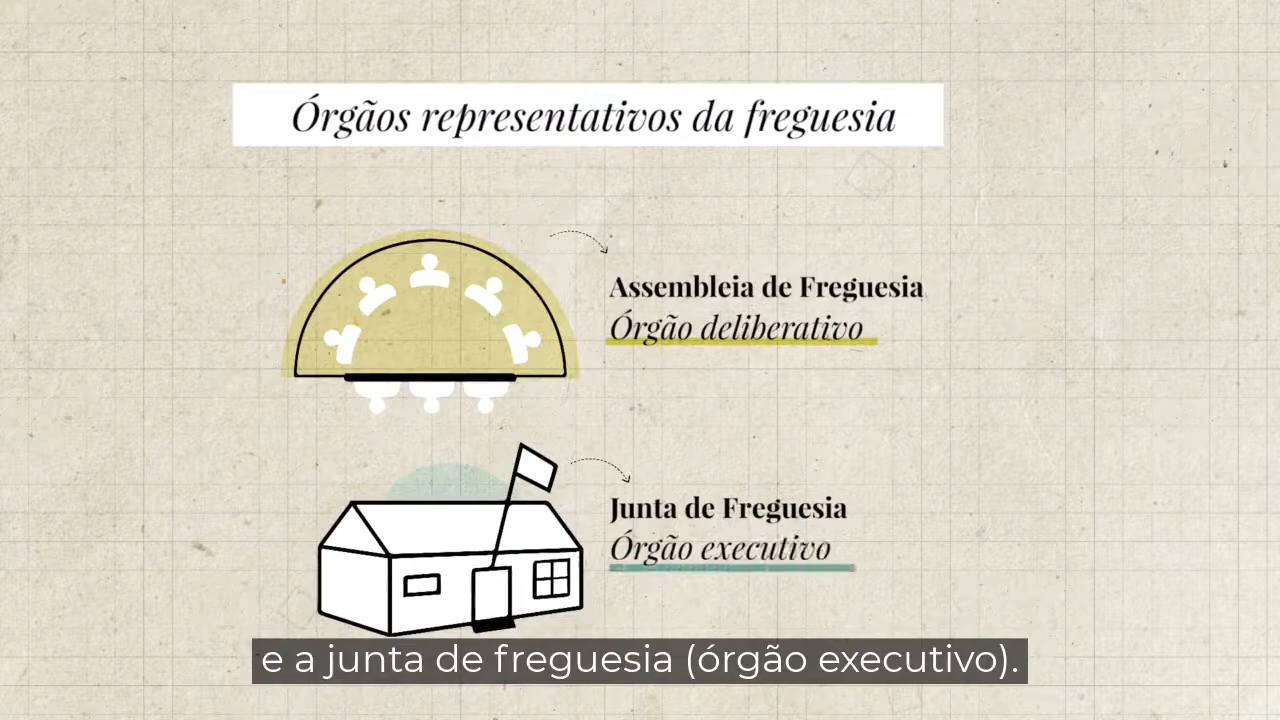 Órgãos representativos da freguesia
Assembleia de Freguesia
Órgão deliberativo
Junta de Freguesia
Órgão executivo
e a junta de freguesia (órgão executivo).